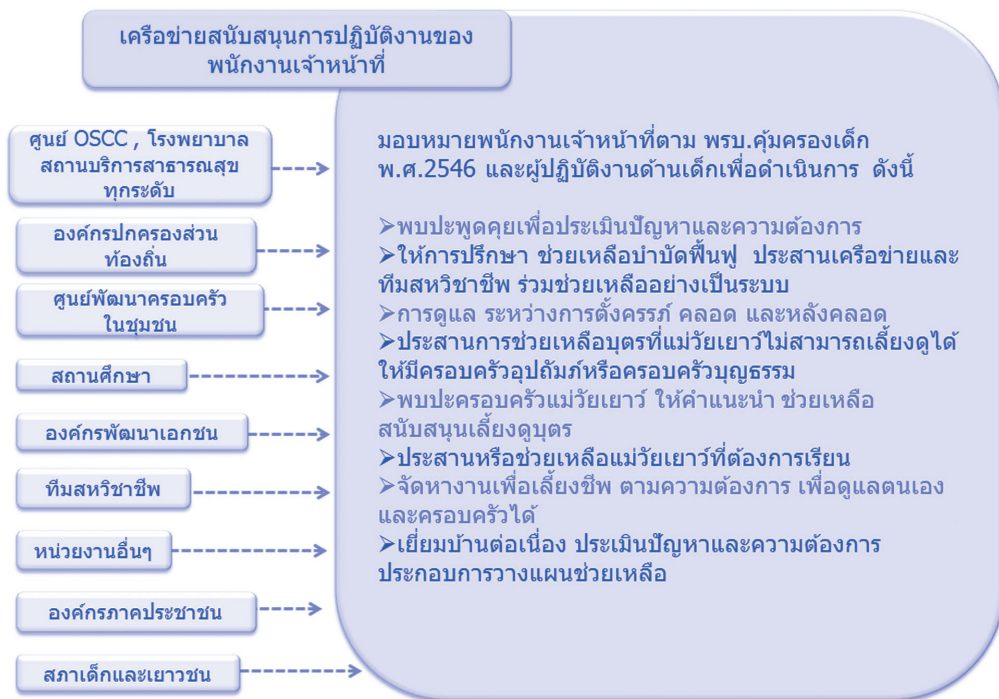 เครือข่ายสนับสนุนการปฏิบัติงานของ
พนักงานเจ้าหน้าที่
ศูนย์ OSCC , โรงพยาบาล
สถานบริการสาธารณสุข
ทุกระดับ
องค์กรปกครองส่วน
ท้องถิ่น
ศูนย์พัฒนาครอบครัว
ในชุมชน
สถานศึกษา
องค์กรพัฒนาเอกชน
ทีมสหวิชาชีพ
หน่วยงานอื่นๆ
องค์กรภาคประชาชน
สภาเด็กและเยาวชน
มอบหมายพนักงานเจ้าหน้าที่ตาม พรบ.คุ้มครองเด็ก
พ.ศ.2546 และผู้ปฏิบัติงานด้านเด็กเพื่อดำเนินการ ดังนี้
➢พบปะพูดคุยเพื่อประเมินปัญหาและความต้องการ
➢ให้การปรึกษา ช่วยเหลือบำบัดฟื้นฟู ประสานเครือข่ายและ
ทีมสหวิชาชีพ ร่วมช่วยเหลืออย่างเป็นระบบ
➢การดูแล ระหว่างการตั้งครรภ์ คลอด และหลังคลอด
➢ประสานการช่วยเหลือบุตรที่แม่วัยเยาว์ไม่สามารถเลี้ยงดูได้
ให้มีครอบครัวอุปถัมภ์หรือครอบครัวบุญธรรม
➢พบปะครอบครัวแม่วัยเยาว์ ให้คำแนะนำ ช่วยเหลือ
สนับสนุนเลี้ยงดูบุตร
➢ประสานหรือช่วยเหลือแม่วัยเยาว์ที่ต้องการเรียน
➢จัดหางานเพื่อเลี้ยงชีพ ตามความต้องการ เพื่อดูแลตนเอง
และครอบครัวได้
➢เยี่ยมบ้านต่อเนื่อง ประเมินปัญหาและความต้องการ
ประกอบการวางแผนช่วยเหลือ